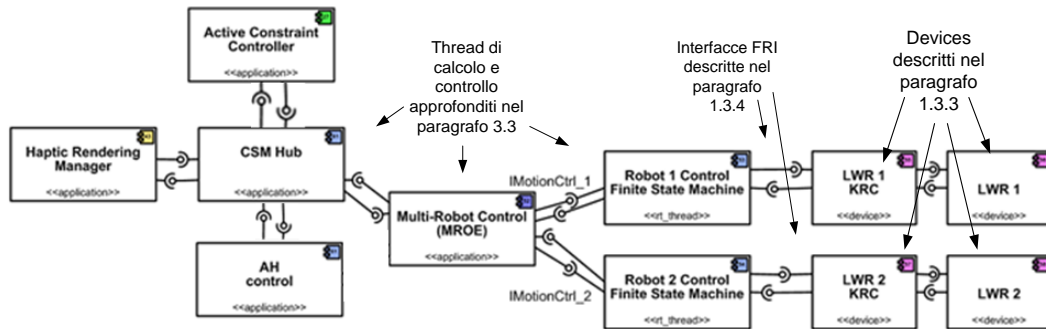 Active Constraint
Controller
<<application>>
Thread di
calcolo e
controllo
approfonditi nel
paragrafo 3.3
Interfacce FRI
descritte nel
paragrafo
1.3.4
Devices
descritti nel
paragrafo
1.3.3
Haptic Rendering
Manager
<<application>>
CSM Hub
<<application>>
AH
control
<<application>>
Multi-Robot Control
(MROE)
<<application>>
IMotionCtrl_1
IMotionCtrl_2
Robot 1 Control
Finite State Machine
<<rt_thread>>
LWR 1
KRC
<<device>>
LWR 1
<<device>>
Robot 2 Control
Finite State Machine
<<rt_thread>>
LWR 2
KRC
<<device>>
LWR 2
<<device>>